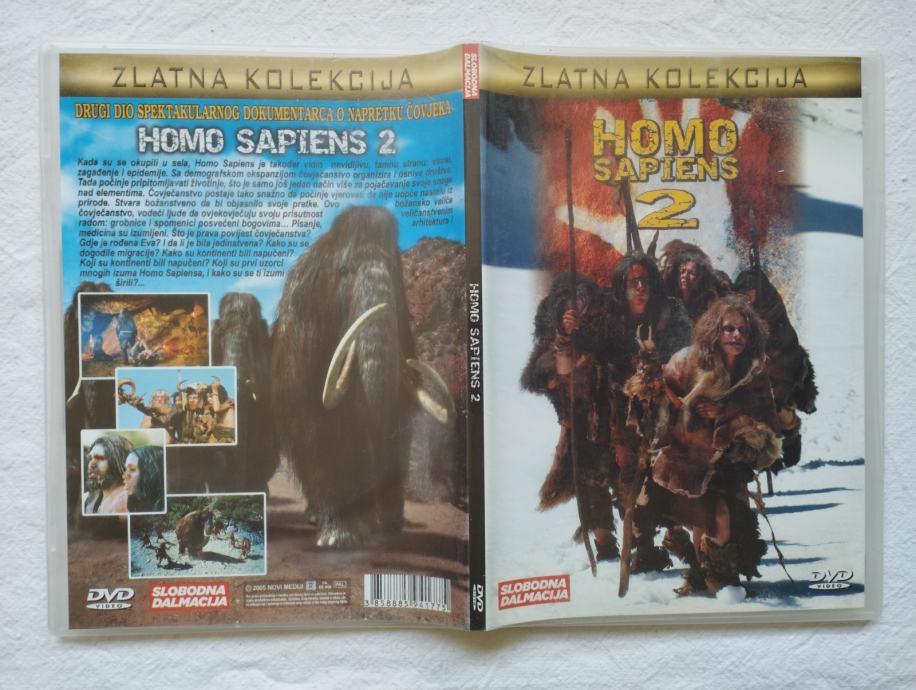 ZLATNA KOLEKCIJA
DRUGI DIO SPEKTAKULARNOG DOKUMENTARCA O NAPRETKU ČOVJEKA
HOMO SAPIENS 2
Kada su se okupili u sela, Homo Sapiens je također vidio nevidljivu, tamnu stranu:
zagađenje i epidemije. Sa demografskom ekspanzijom čovječanstvo organizira i osniva društvo.
Tada počinje pripitomljavati životinje, što je samo još jedan način više za pojačavanje svoje snage
nad elementima. Čovječanstvo postaje tako snažno da počinje vjerovati da nije uopće nastalo iz
prirode. Stvara božanstveno da bi objasnilo svoje pretke. Ovo božansko veliča
čovječanstvo, vodeći ljude da ovjekovječuju svoju prisutnost veličanstvenim
radom: grobnice i spomenici posvećeni bogovima... Pisanje, arhitektura i
medicina su izumljeni. Što je prava povijest čovječanstva?
Gdje je rođena Eva? I da li je bila jedinstvena? Kako su se
dogodile migracije? Kako su kontinenti bili napučeni?
Koji su kontinenti bili napučeni? Koji su prvi uzorci
mnogih izuma Homo Sapiensa, i kako su se ti izumi
širili?...
DVD
VIDEO
SLOBODNA
DALMACIJA
© 2005 NOVI MEDIJI
PAL
3858885241775
SLOBODNA
DALMACIJA
HOMO SAPIENS 2
DVD
VIDEO
ZLATNA KOLEKCIJA
HOMO
SAPIENS
2
SLOBODNA
DALMACIJA
DVD
VIDEO